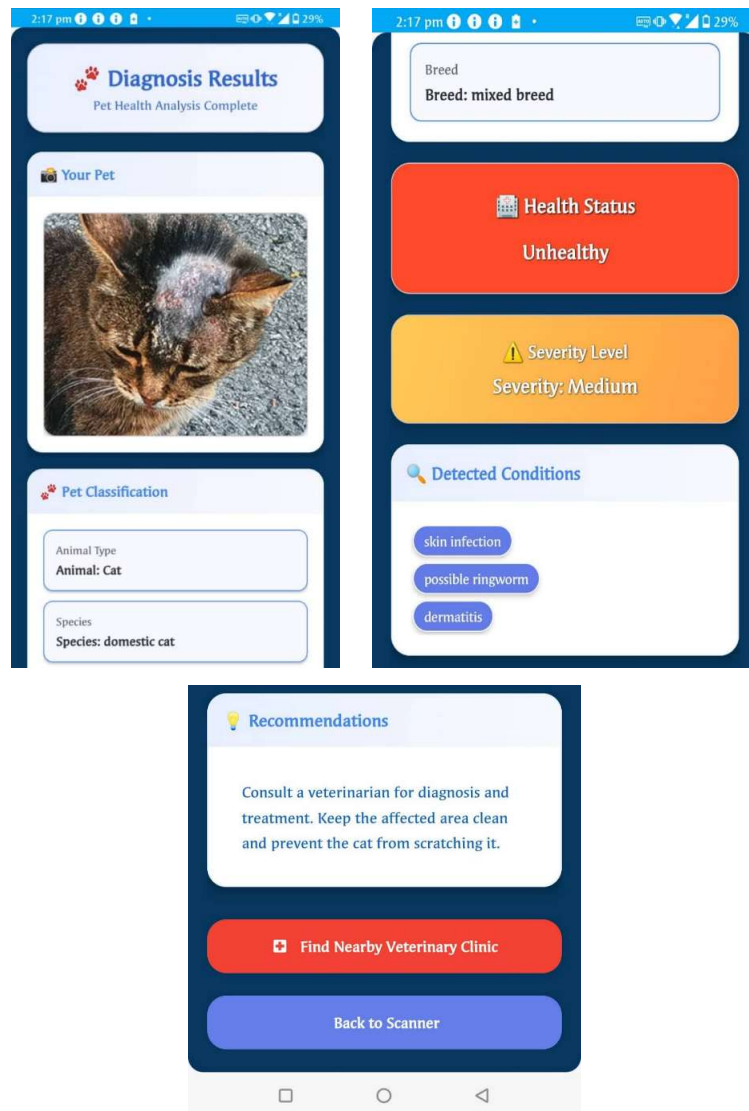 2:17 pm
29%
Diagnosis Results
Pet Health Analysis Complete
Your Pet
Pet Classification
Animal Type
Animal: Cat
Species
Species: domestic cat
2:17 pm
29%
Breed
Breed: mixed breed
Health Status
Unhealthy
Severity Level
Severity: Medium
Detected Conditions
skin infection
possible ringworm
dermatitis
Recommendations
Consult a veterinarian for diagnosis and
treatment. Keep the affected area clean
and prevent the cat from scratching it.
Find Nearby Veterinary Clinic
Back to Scanner